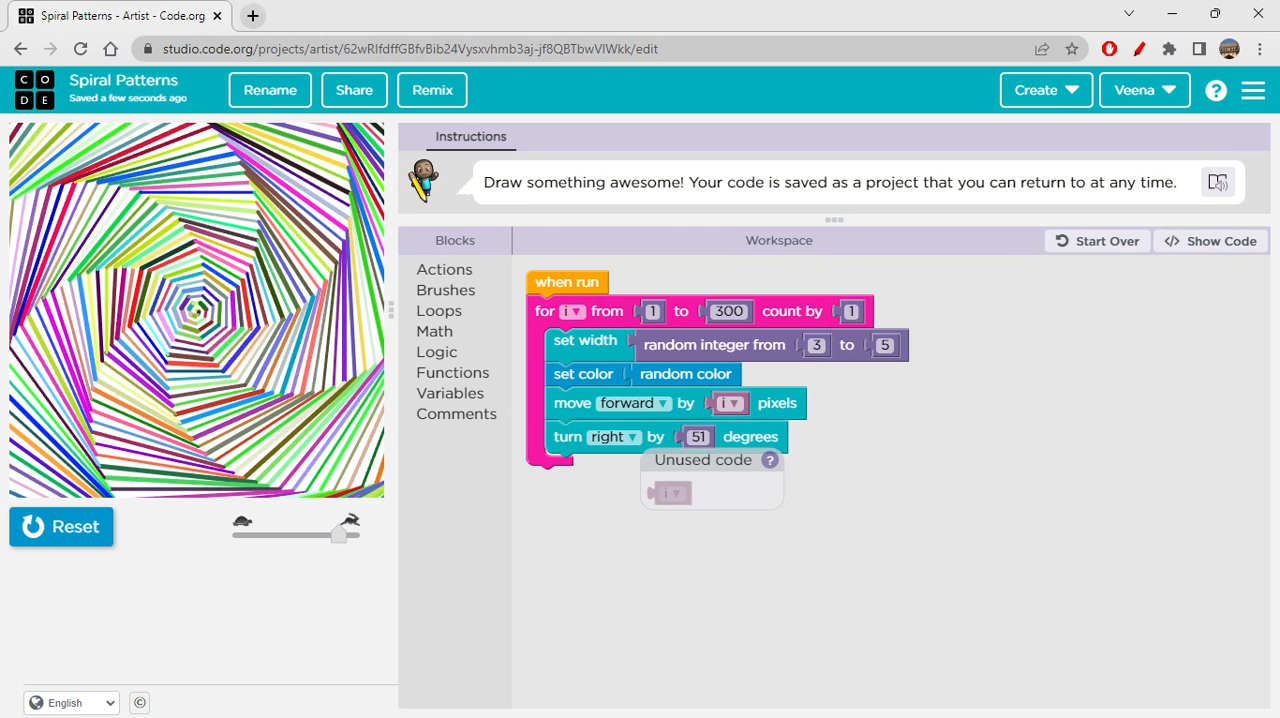 Spiral Patterns - Artist - Code.org
studio.code.org/projects/artist/62wRIfdffGBfvBib24Vysxvhmb3aj-jf8QBTbwVIWkk/edit
C O
D E
Spiral Patterns
Saved a few seconds ago
Rename
Share
Remix
Create
Veena
?
Instructions
Draw something awesome! Your code is saved as a project that you can return to at any time.
Blocks
Workspace
Start Over
</> Show Code
Actions
Brushes
Loops
Math
Logic
Functions
Variables
Comments
when run
for i from 1 to 300 count by 1
set width random integer from 3 to 5
set color random color
move forward by i pixels
turn right by 51 degrees
Unused code ?
i
Reset
English
©